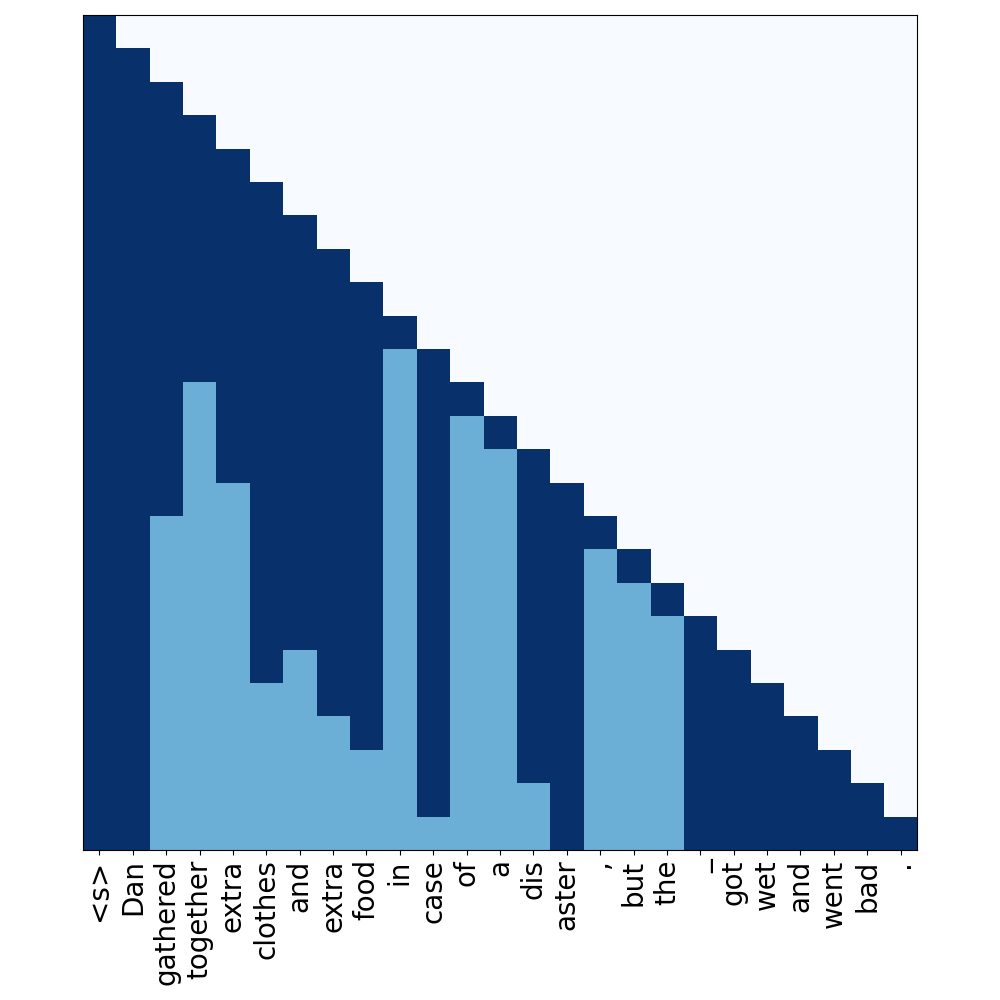 <s>
Dan
gathered
together
extra
clothes
and
extra
food
in
case
of
a
dis
aster
,
but
the
_
got
wet
and
went
bad
.